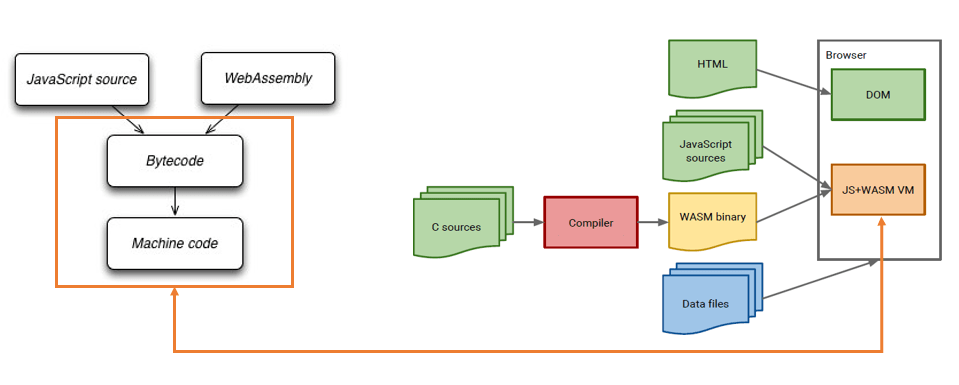 JavaScript source
WebAssembly
Bytecode
Machine code
HTML
Browser
DOM
JavaScript
sources
JS+WASM VM
C sources
Compiler
WASM binary
Data files